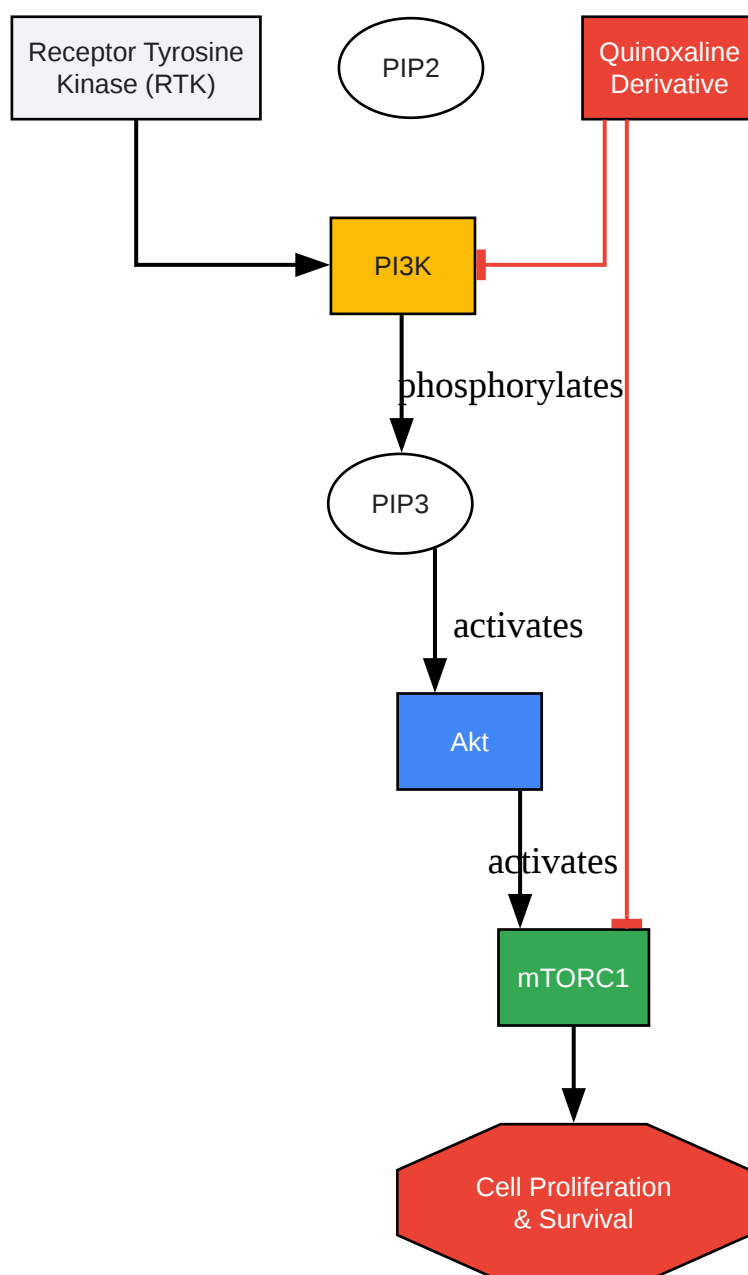 Receptor Tyrosine
Kinase (RTK)
PIP2
Quinoxaline
Derivative
PI3K
phosphorylates
PIP3
activates
Akt
activates
mTORC1
Cell Proliferation
& Survival